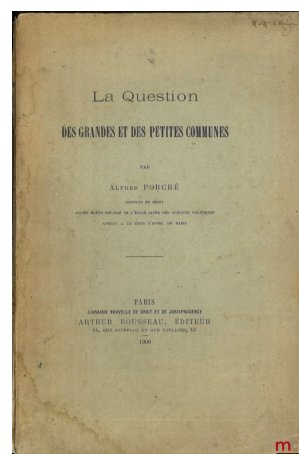 La Question
DES GRANDES ET DES PETITES COMMUNES
PAR
ALFRED PORCHÉ
DOCTEUR EN DROIT
ANCIEN ÉLÈVE DIPLÔMÉ DE L'ÉCOLE LIBRE DES SCIENCES POLITIQUES
AVOCAT A LA COUR D'APPEL DE PARIS
PARIS
LIBRAIRIE NOUVELLE DE DROIT ET DE JURISPRUDENCE
ARTHUR ROUSSEAU, ÉDITEUR
14, RUE SOUFFLOT ET RUE TOULLIER, 13
1900
m